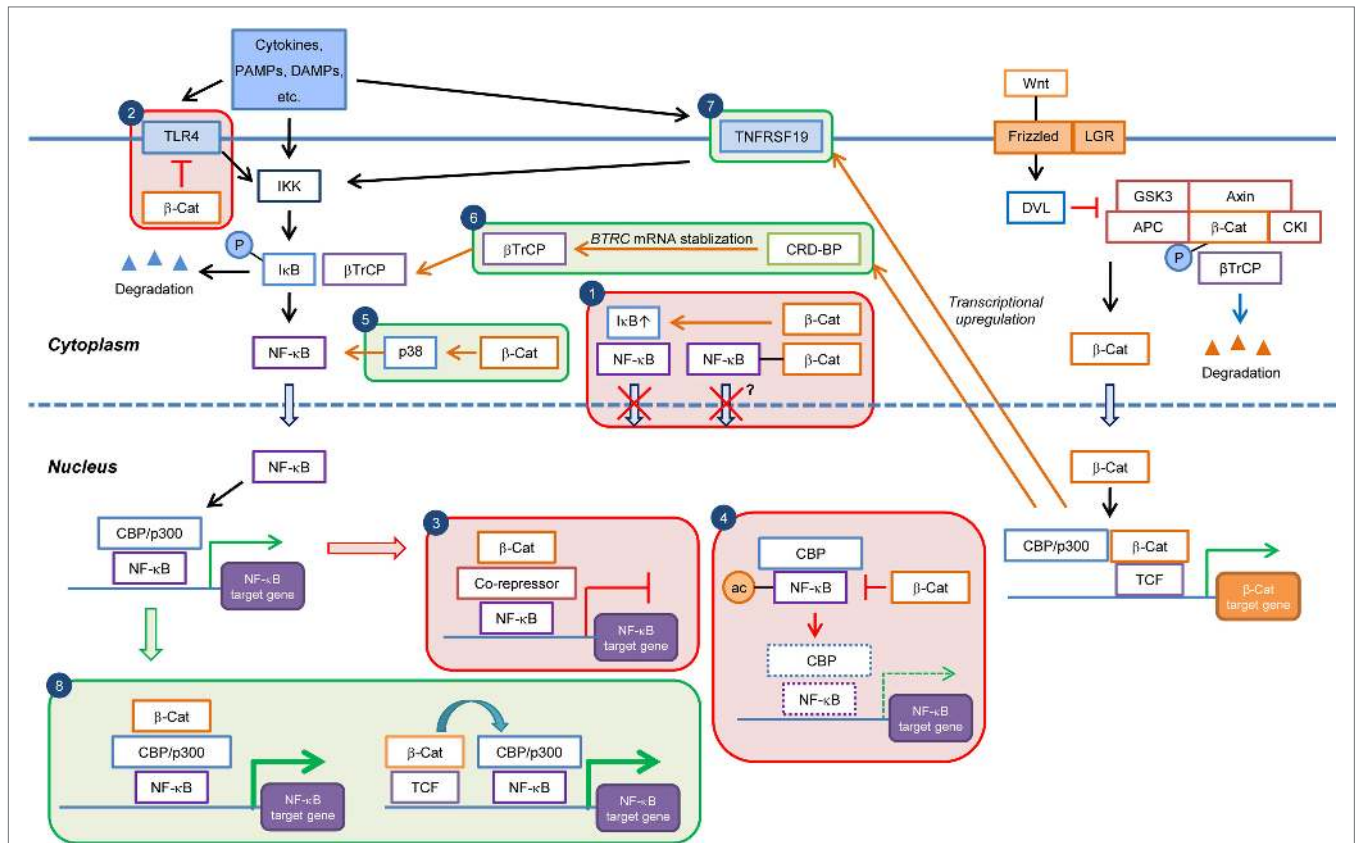 Cytokines,
PAMPs, DAMPs,
etc.
Wnt
2
7
TLR4
TNFRSF19
Frizzled
LGR
IKK
β-Cat
DVL
GSK3
Axin
APC
β-Cat
CKI
P
βTrCP
6
βTrCP
BTRC mRNA stablization
CRD-BP
P
IκB
βTrCP
Degradation
1
IκB↑
β-Cat
Transcriptional
upregulation
Cytoplasm
NF-κB
5
p38
β-Cat
NF-κB
NF-κB
β-Cat
β-Cat
Degradation
?
Nucleus
NF-κB
β-Cat
CBP/p300
NF-κB
NF-κB
target gene
3
β-Cat
Co-repressor
NF-κB
NF-κB
target gene
4
CBP
ac
NF-κB
β-Cat
CBP
NF-κB
NF-κB
target gene
CBP/p300
β-Cat
TCF
β-Cat
target gene
8
β-Cat
CBP/p300
NF-κB
NF-κB
target gene
β-Cat
CBP/p300
TCF
NF-κB
NF-κB
target gene